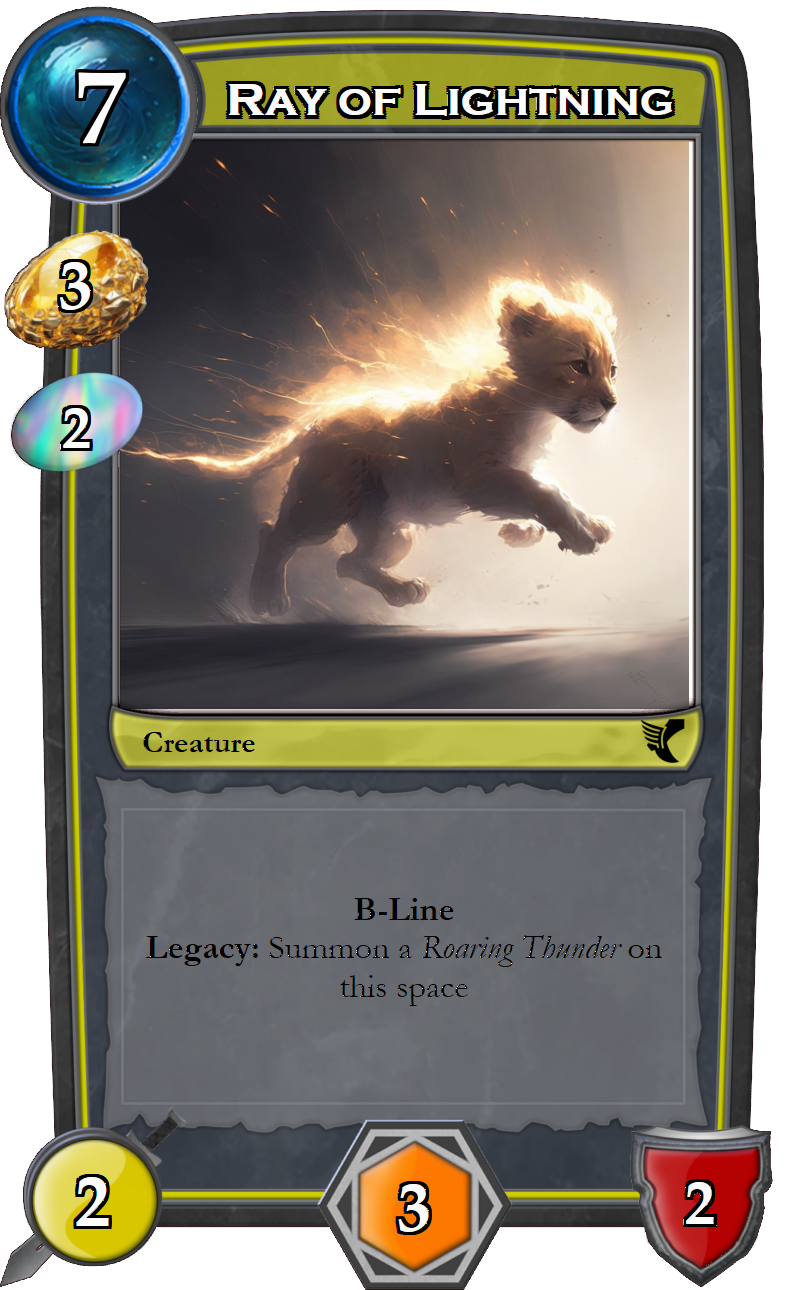 7
Ray of Lightning
3
2
Creature
B-Line
Legacy: Summon a Roaring Thunder on
this space
2
3
2